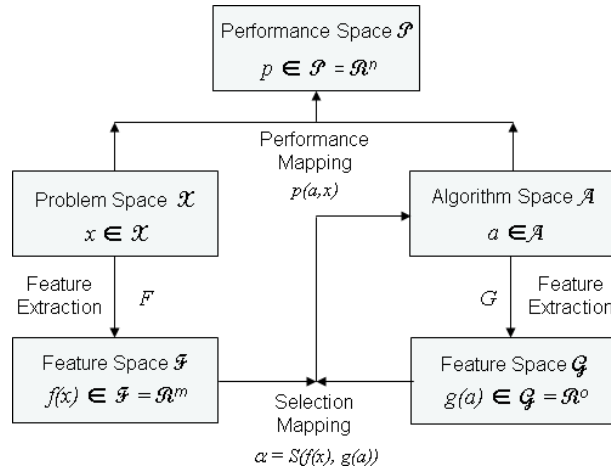 Performance Space 𝒫
p ∈ 𝒫 = ℛⁿ
Performance
Mapping
p(a,x)
Problem Space 𝒳
x ∈ 𝒳
Algorithm Space 𝒜
a ∈ 𝒜
Feature
Extraction
F
G
Feature
Extraction
Feature Space ℱ
f(x) ∈ ℱ = ℛᵐ
Feature Space 𝒢
g(a) ∈ 𝒢 = ℛᵒ
Selection
Mapping
α = S(f(x), g(a))